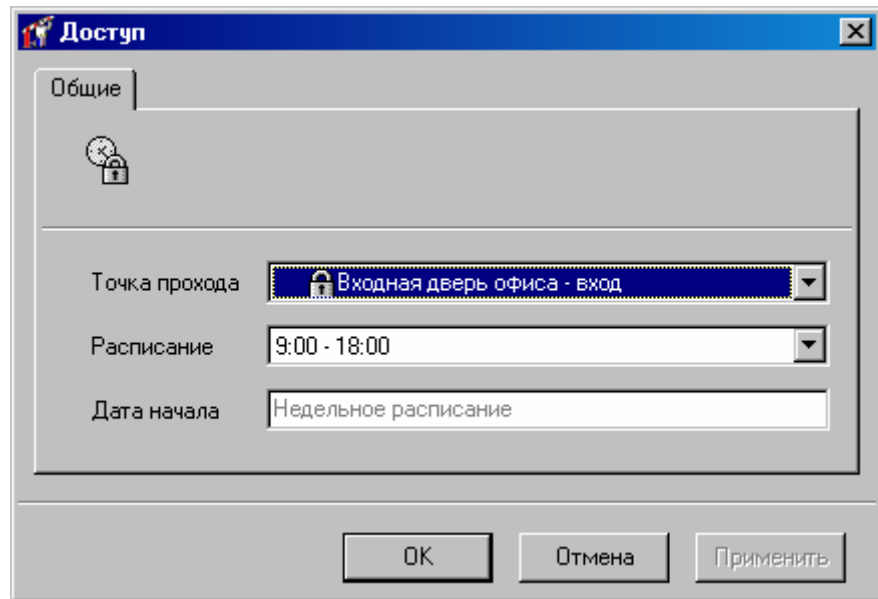 Доступ
Общие
Точка прохода
Входная дверь офиса - вход
Расписание
9:00 - 18:00
Дата начала
Недельное расписание
OK
Отмена
Применить